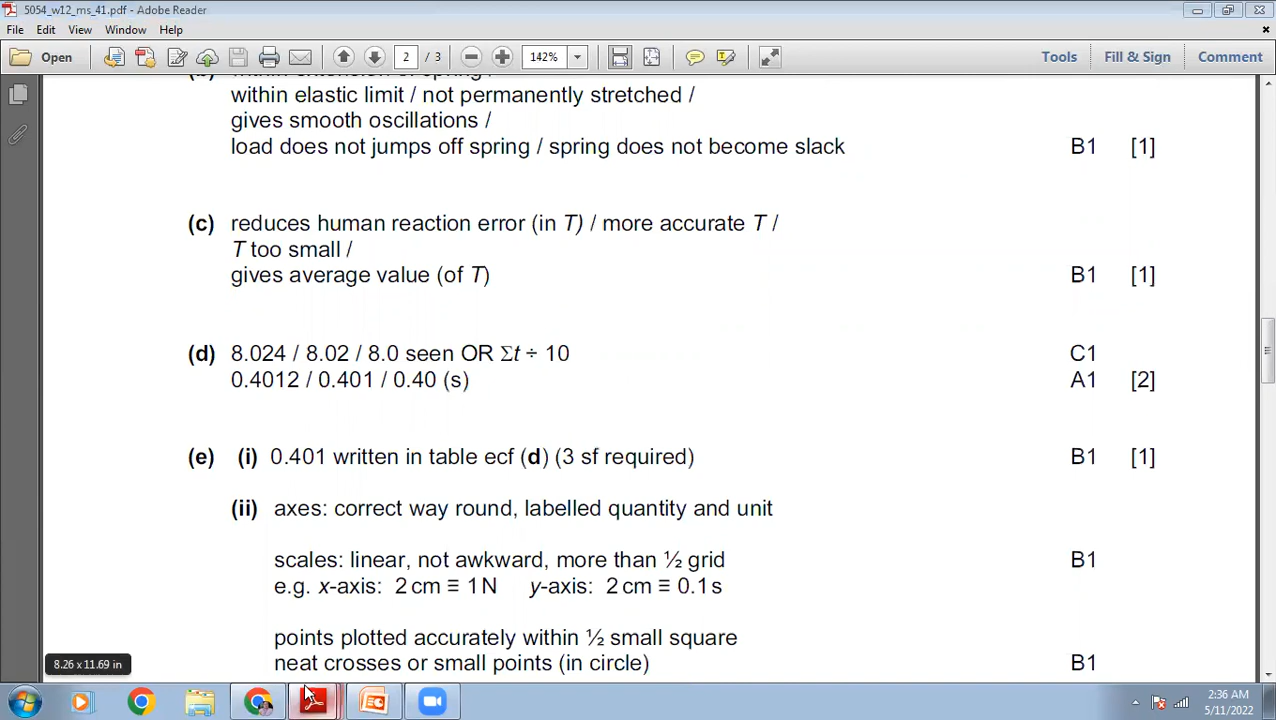 5054_w12_ms_41.pdf - Adobe Reader
File Edit View Window Help
Open 2 / 3 142% Tools Fill & Sign Comment
within elastic limit / not permanently stretched /
gives smooth oscillations /
load does not jumps off spring / spring does not become slack B1 [1]
(c) reduces human reaction error (in T) / more accurate T /
T too small /
gives average value (of T) B1 [1]
(d) 8.024 / 8.02 / 8.0 seen OR Σt ÷ 10 C1
0.4012 / 0.401 / 0.40 (s) A1 [2]
(e) (i) 0.401 written in table ecf (d) (3 sf required) B1 [1]
(ii) axes: correct way round, labelled quantity and unit
scales: linear, not awkward, more than ½ grid B1
e.g. x-axis: 2 cm ≡ 1 N y-axis: 2 cm ≡ 0.1 s
points plotted accurately within ½ small square
neat crosses or small points (in circle) B1
8.26 x 11.69 in
2:36 AM
5/11/2022